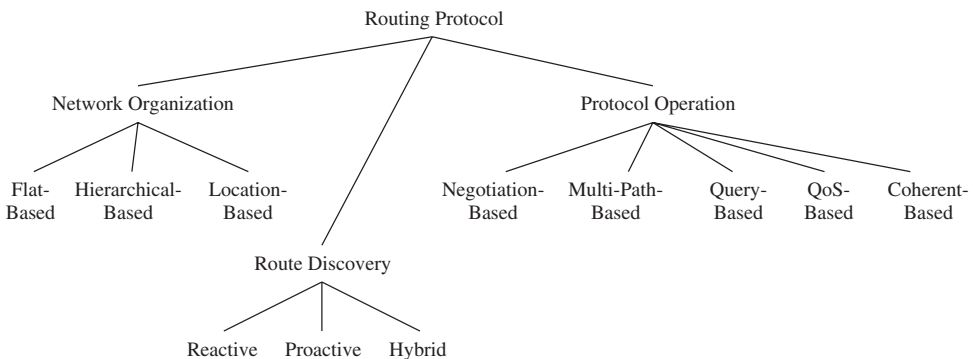 Routing Protocol
Network Organization
Protocol Operation
Flat-
Based
Hierarchical-
Based
Location-
Based
Negotiation-
Based
Multi-Path-
Based
Query-
Based
QoS-
Based
Coherent-
Based
Route Discovery
Reactive
Proactive
Hybrid